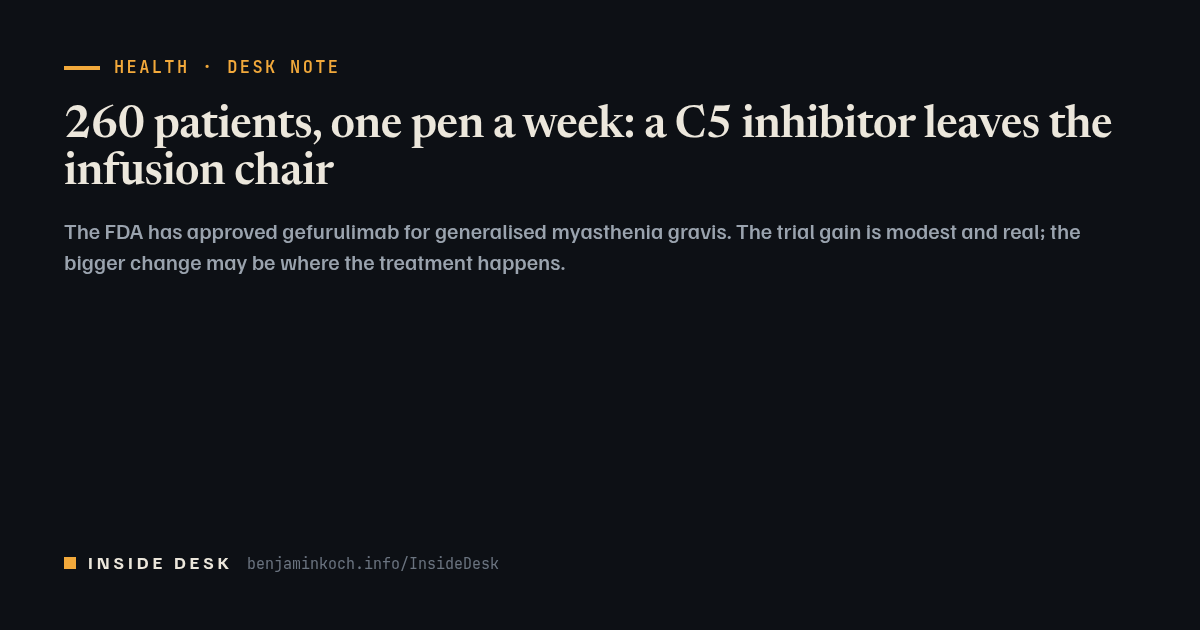 HEALTH · DESK NOTE
260 patients, one pen a week: a C5 inhibitor leaves the
infusion chair
The FDA has approved gefurulimab for generalised myasthenia gravis. The trial gain is modest and real; the
bigger change may be where the treatment happens.
INSIDE DESK benjaminkoch.info/InsideDesk